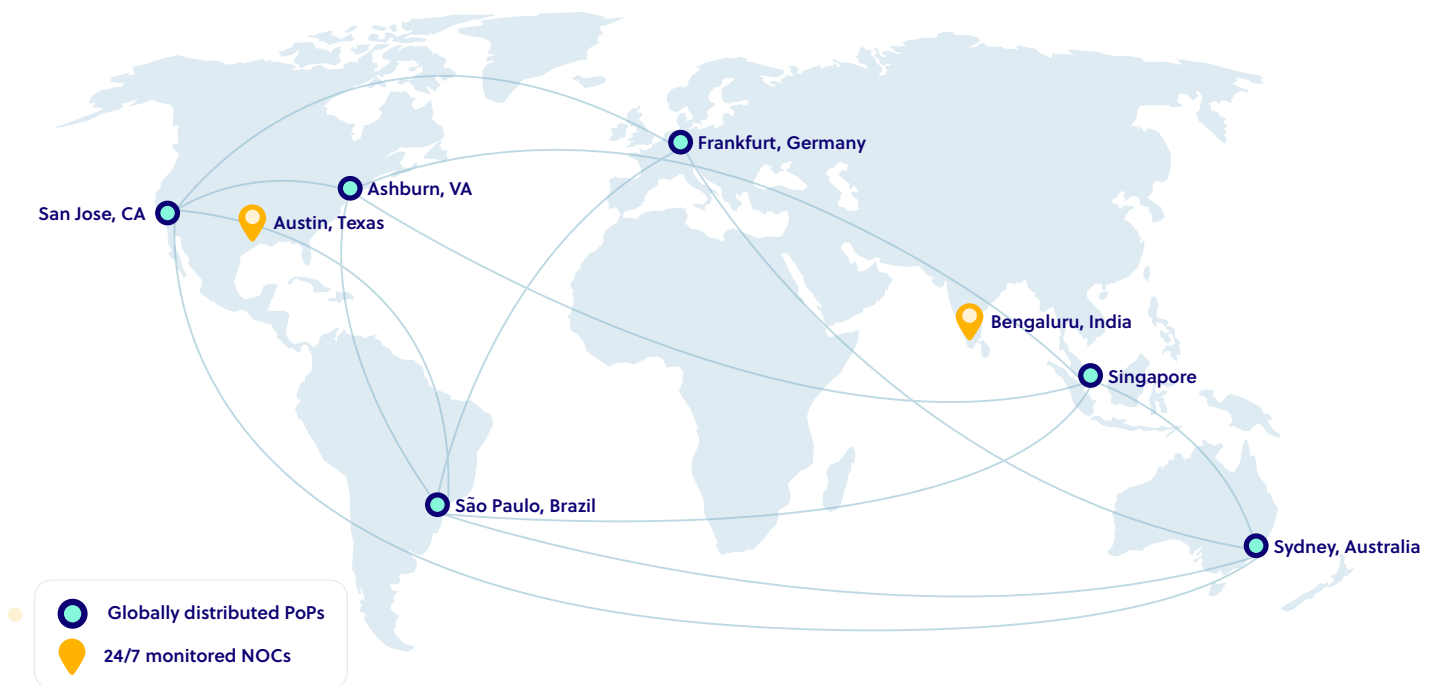 Frankfurt, Germany
Ashburn, VA
San Jose, CA
Austin, Texas
Bengaluru, India
Singapore
São Paulo, Brazil
Sydney, Australia
Globally distributed PoPs
24/7 monitored NOCs